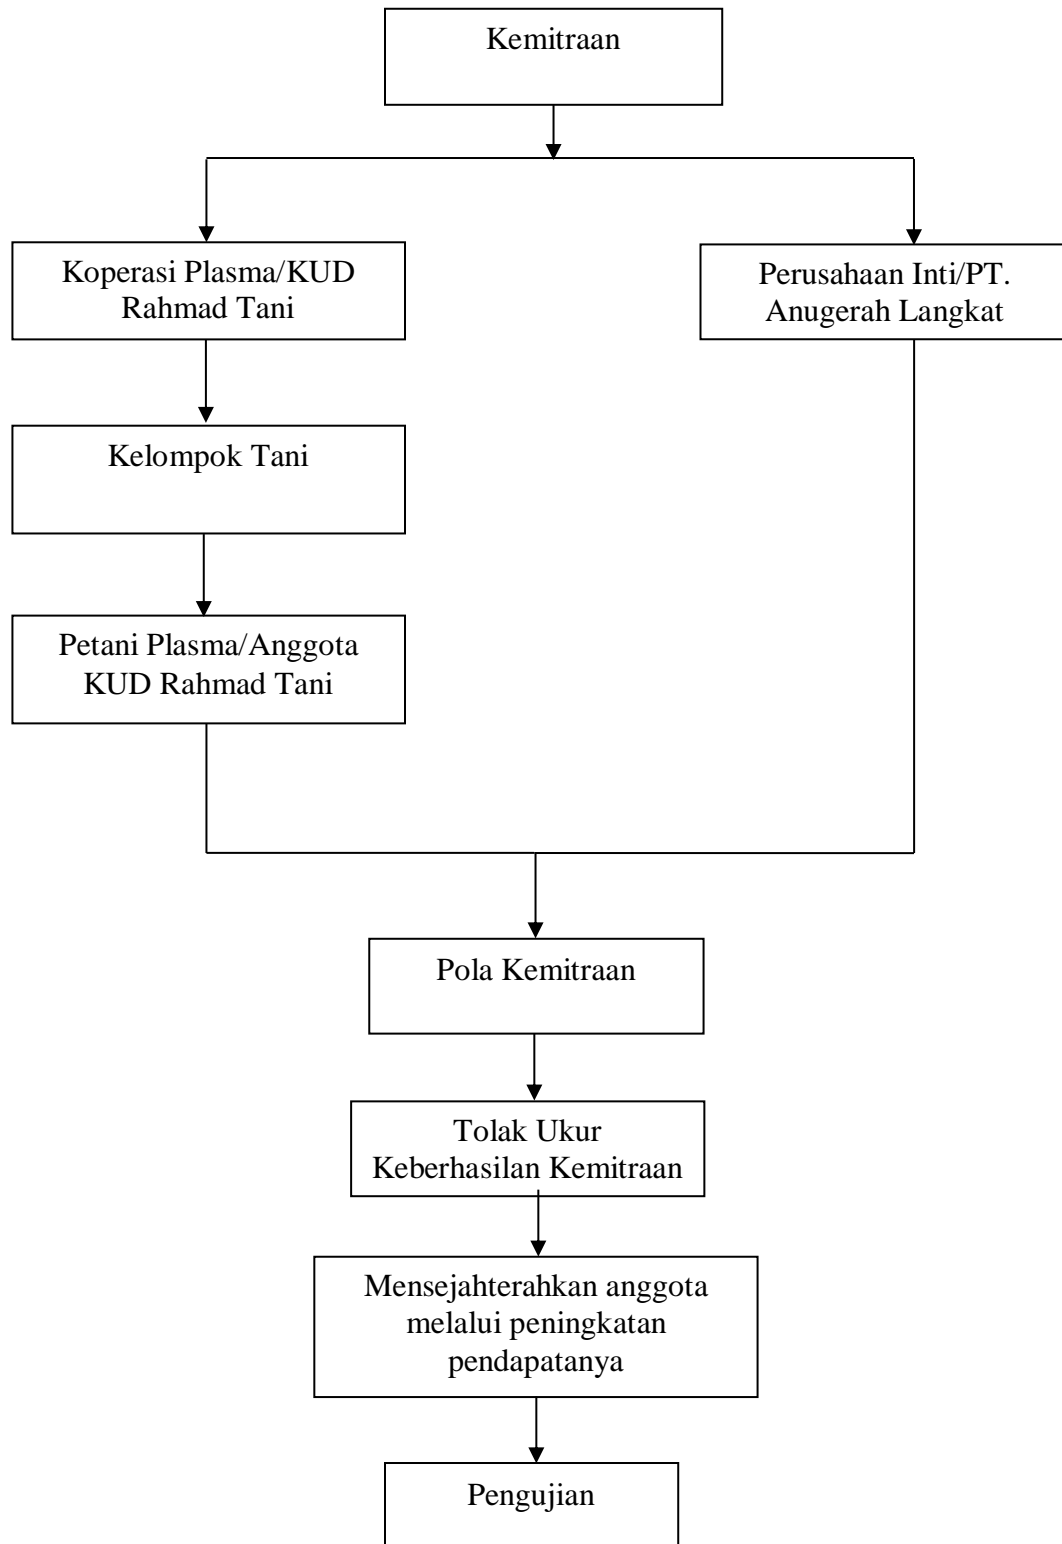 Kemitraan
Koperasi Plasma/KUD
Rahmad Tani
Perusahaan Inti/PT.
Anugerah Langkat
Kelompok Tani
Petani Plasma/Anggota
KUD Rahmad Tani
Pola Kemitraan
Tolak Ukur
Keberhasilan Kemitraan
Mensejahterahkan anggota
melalui peningkatan
pendapatanya
Pengujian